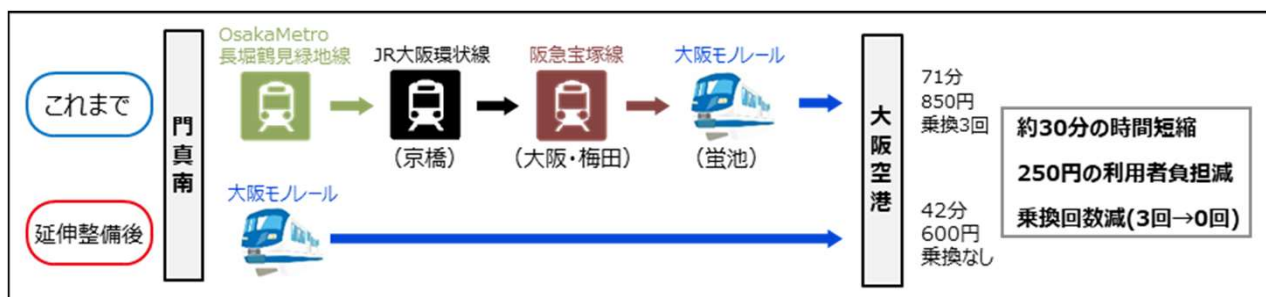 これまで
延伸整備後
門真南
OsakaMetro
長堀鶴見緑地線
JR大阪環状線
(京橋)
阪急宝塚線
(大阪・梅田)
大阪モノレール
(蛍池)
大阪モノレール
大阪空港
71分
850円
乗換3回
42分
600円
乗換なし
約30分の時間短縮
250円の利用者負担減
乗換回数減(3回→0回)